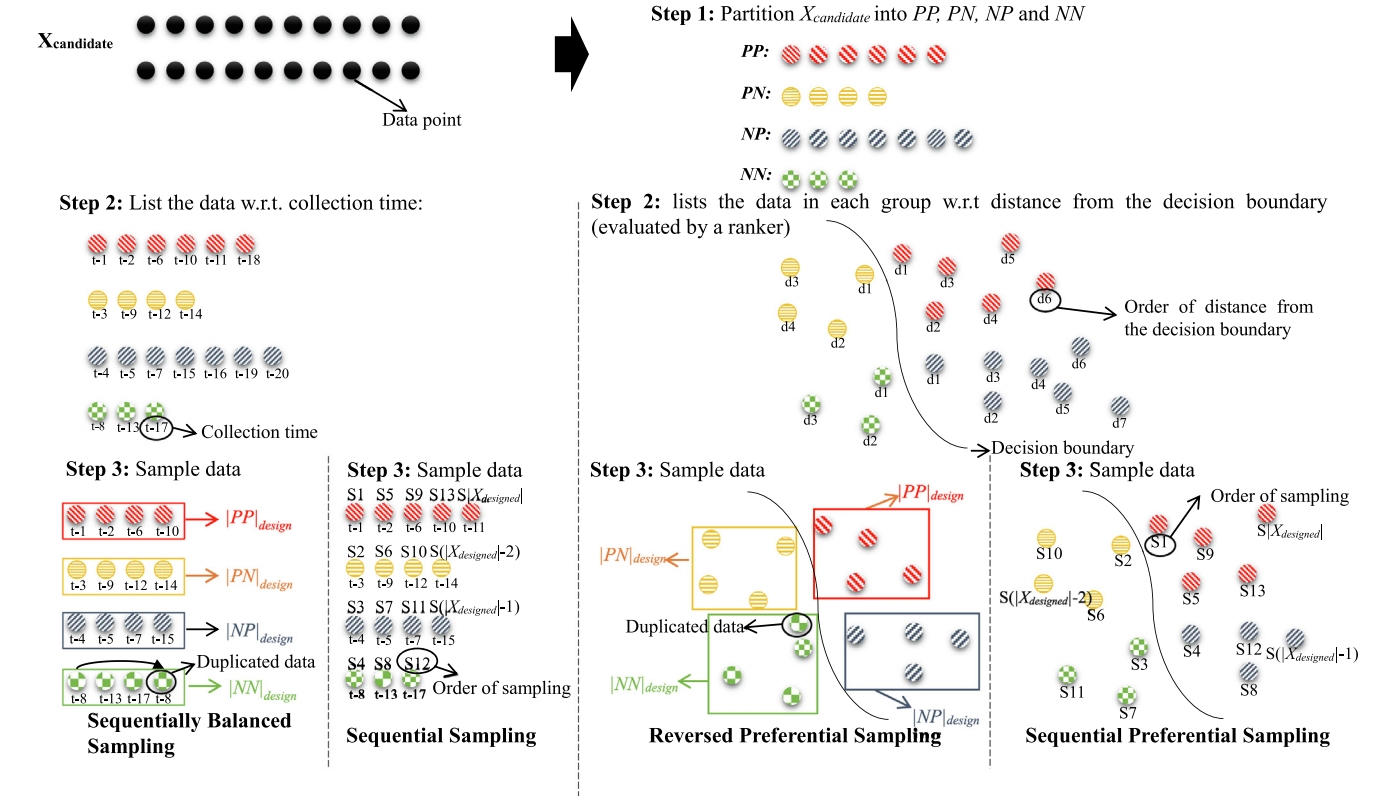 X_candidate
Data point
Step 1: Partition X_candidate into PP, PN, NP and NN
PP:
PN:
NP:
NN:
Step 2: List the data w.r.t. collection time:
t-1 t-2 t-6 t-10 t-11 t-18
t-3 t-9 t-12 t-14
t-4 t-5 t-7 t-15 t-16 t-19 t-20
t-8 t-13 t-17
Collection time
Step 2: lists the data in each group w.r.t distance from the decision boundary
(evaluated by a ranker)
d3 d1 d1 d3 d5
d4 d2 d2 d4 d6
Order of distance from
the decision boundary
d1 d1 d3 d4 d6
d3 d2 d2 d5 d7
Decision boundary
Step 3: Sample data
t-1 t-2 t-6 t-10
|PP|design
t-3 t-9 t-12 t-14
|PN|design
t-4 t-5 t-7 t-15
|NP|design
Duplicated data
t-8 t-13 t-17 t-8
|NN|design
Sequentially Balanced
Sampling
Step 3: Sample data
S1 S5 S9 S13 S|X_designed|
t-1 t-2 t-6 t-10 t-11
S2 S6 S10 S(|X_designed|-2)
t-3 t-9 t-12 t-14
S3 S7 S11 S(|X_designed|-1)
t-4 t-5 t-7 t-15
S4 S8 S12
t-8 t-13 t-17
Order of sampling
Sequential Sampling
Step 3: Sample data
|PP|design
|PN|design
Duplicated data
|NN|design
|NP|design
Reversed Preferential Sampling
Step 3: Sample data
Order of sampling
S10 S2 S1 S9 S|X_designed|
S(|X_designed|-2) S6 S5 S13
S3 S4 S12 S(|X_designed|-1)
S11 S7 S8
Sequential Preferential Sampling